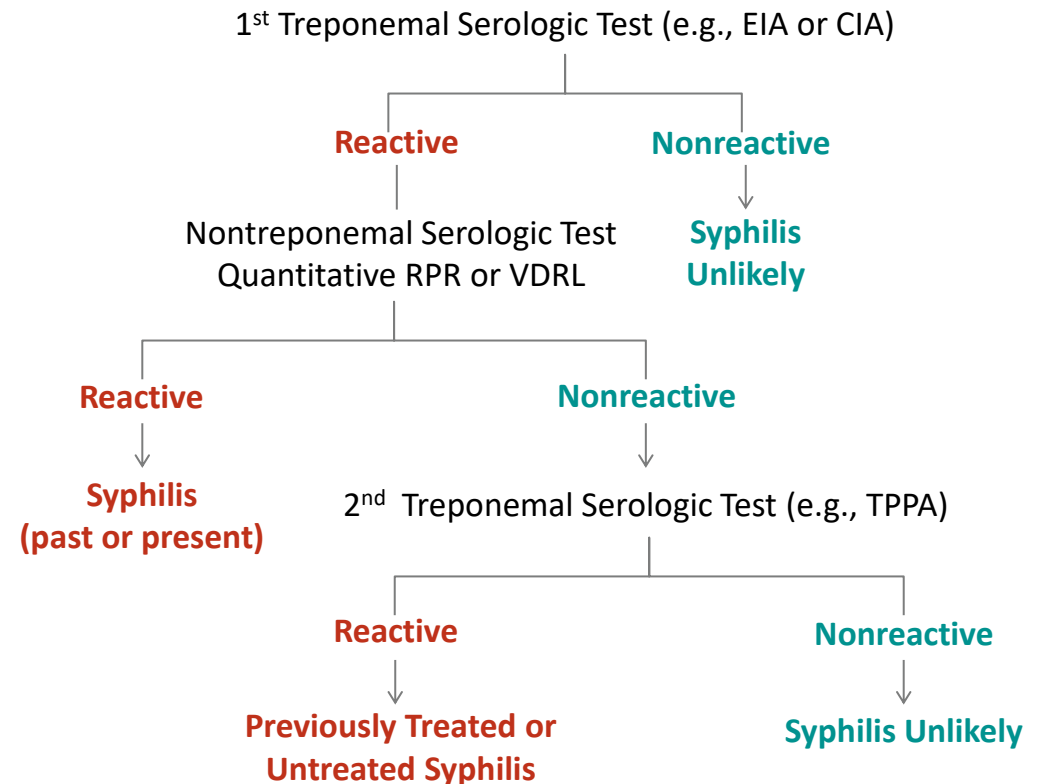 1st Treponemal Serologic Test (e.g., EIA or CIA)
Reactive
Nonreactive
Nontreponemal Serologic Test
Quantitative RPR or VDRL
Syphilis
Unlikely
Reactive
Nonreactive
Syphilis
(past or present)
2nd Treponemal Serologic Test (e.g., TPPA)
Reactive
Nonreactive
Previously Treated or
Untreated Syphilis
Syphilis Unlikely